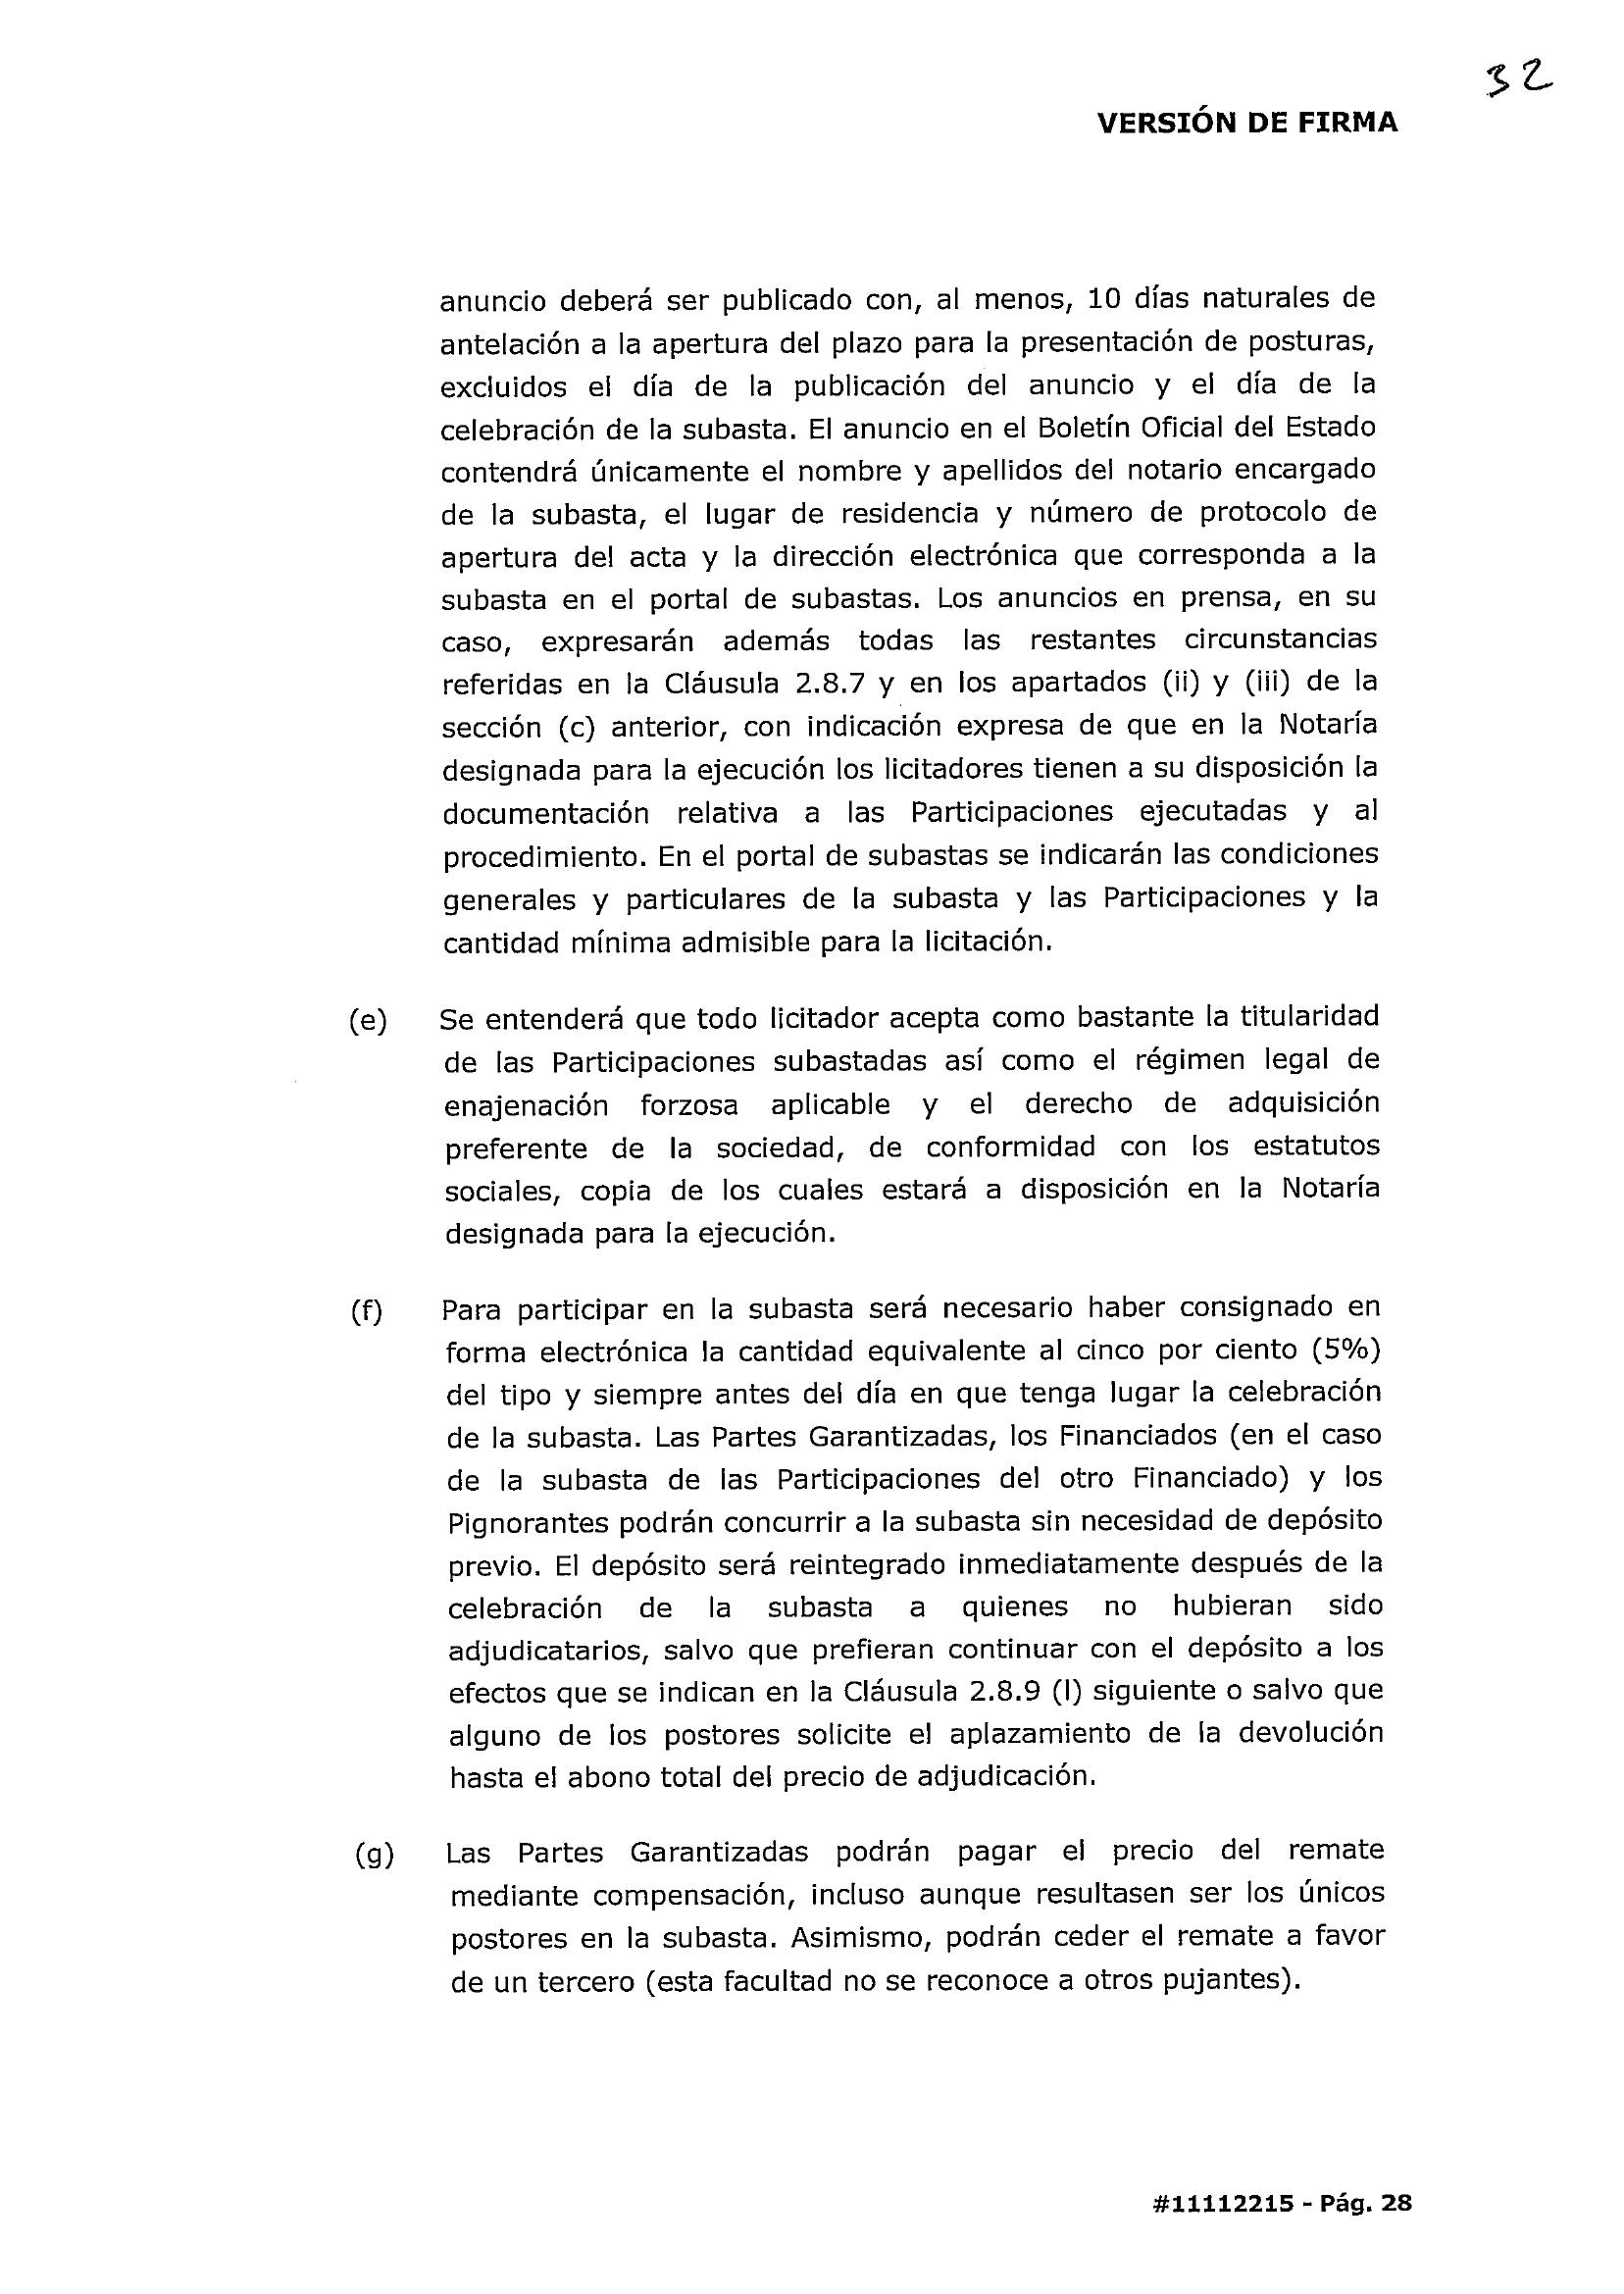 32
VERSIÓN DE FIRMA
anuncio deberá ser publicado con, al menos, 10 días naturales de
antelación a la apertura del plazo para la presentación de posturas,
excluidos el día de la publicación del anuncio y el día de la
celebración de la subasta. El anuncio en el Boletín Oficial del Estado
contendrá únicamente el nombre y apellidos del notario encargado
de la subasta, el lugar de residencia y número de protocolo de
apertura del acta y la dirección electrónica que corresponda a la
subasta en el portal de subastas. Los anuncios en prensa, en su
caso, expresarán además todas las restantes circunstancias
referidas en la Cláusula 2.8.7 y en los apartados (ii) y (iii) de la
sección (c) anterior, con indicación expresa de que en la Notaría
designada para la ejecución los licitadores tienen a su disposición la
documentación relativa a las Participaciones ejecutadas y al
procedimiento. En el portal de subastas se indicarán las condiciones
generales y particulares de la subasta y las Participaciones y la
cantidad mínima admisible para la licitación.
(e) Se entenderá que todo licitador acepta como bastante la titularidad
de las Participaciones subastadas así como el régimen legal de
enajenación forzosa aplicable y el derecho de adquisición
preferente de la sociedad, de conformidad con los estatutos
sociales, copia de los cuales estará a disposición en la Notaría
designada para la ejecución.
(f) Para participar en la subasta será necesario haber consignado en
forma electrónica la cantidad equivalente al cinco por ciento (5%)
del tipo y siempre antes del día en que tenga lugar la celebración
de la subasta. Las Partes Garantizadas, los Financiados (en el caso
de la subasta de las Participaciones del otro Financiado) y los
Pignorantes podrán concurrir a la subasta sin necesidad de depósito
previo. El depósito será reintegrado inmediatamente después de la
celebración de la subasta a quienes no hubieran sido
adjudicatarios, salvo que prefieran continuar con el depósito a los
efectos que se indican en la Cláusula 2.8.9 (l) siguiente o salvo que
alguno de los postores solicite el aplazamiento de la devolución
hasta el abono total del precio de adjudicación.
(g) Las Partes Garantizadas podrán pagar el precio del remate
mediante compensación, incluso aunque resultasen ser los únicos
postores en la subasta. Asimismo, podrán ceder el remate a favor
de un tercero (esta facultad no se reconoce a otros pujantes).
#11112215 - Pág. 28